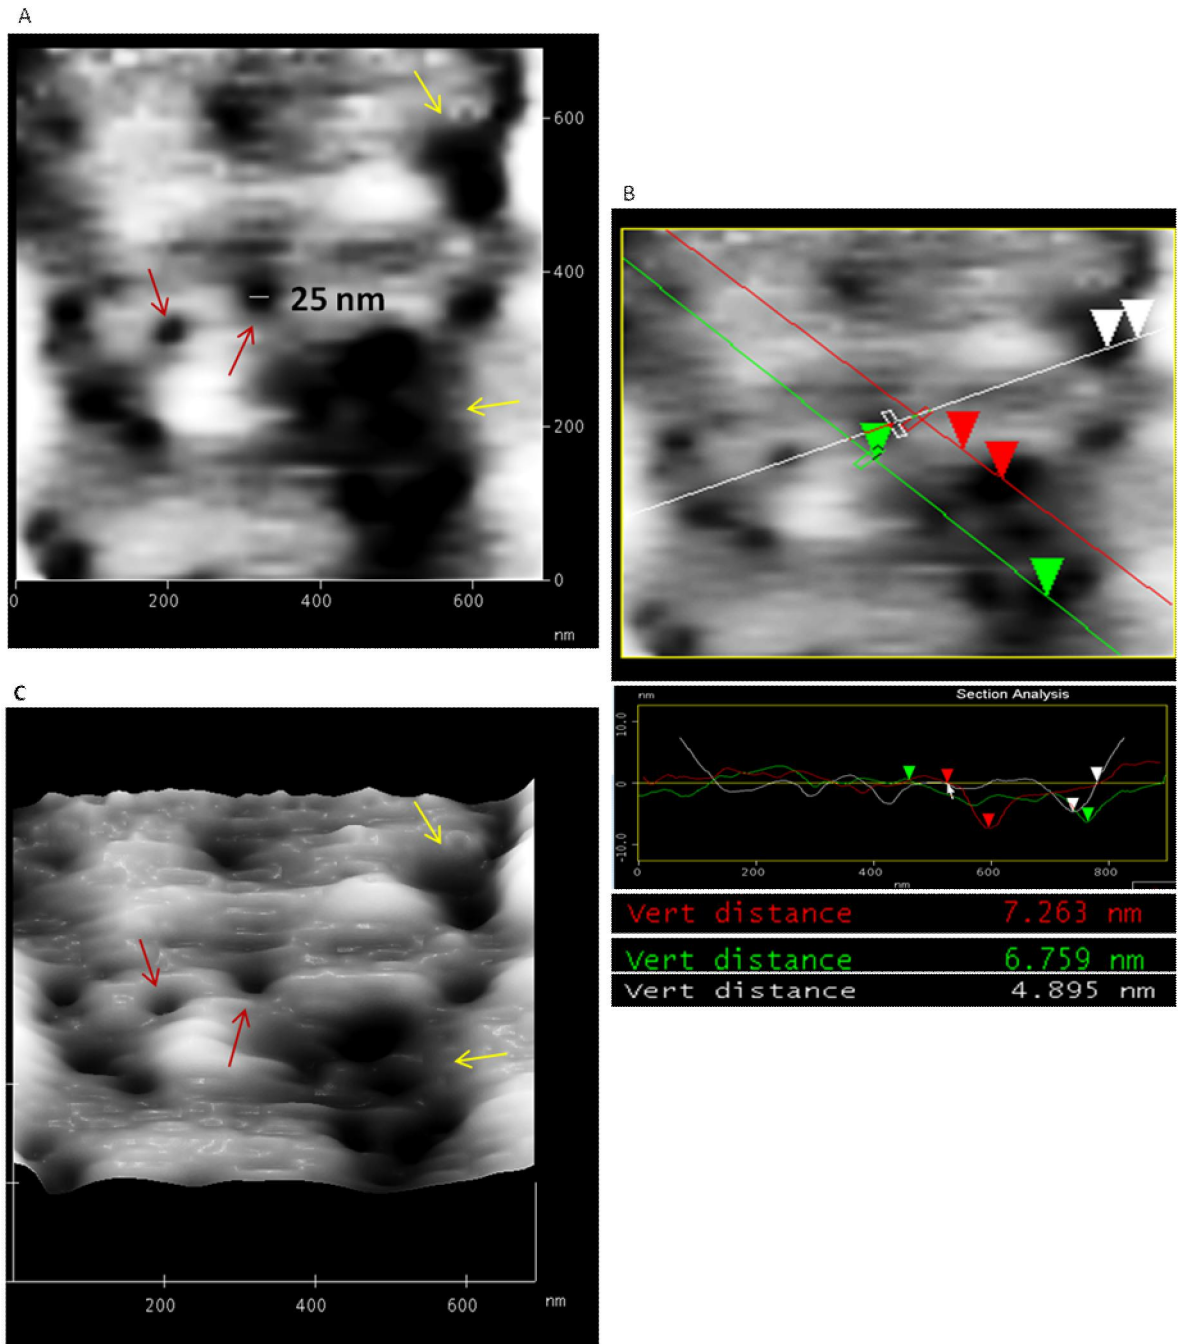 A
600
400
25 nm
200
0
0 200 400 600
nm
B
nm
Section Analysis
10.0
0
-10.0
0 200 400 600 800
nm
Vert distance 7.263 nm
Vert distance 6.759 nm
Vert distance 4.895 nm
C
200 400 600 nm